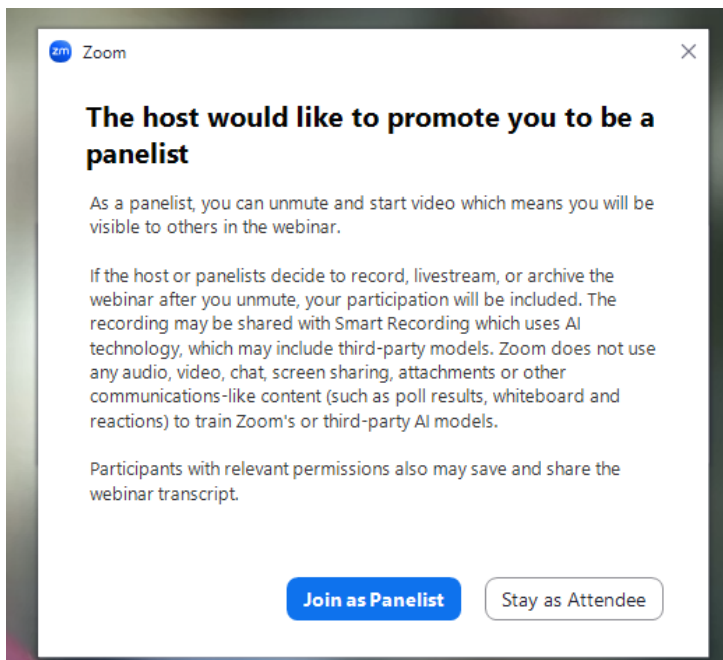 zm Zoom
The host would like to promote you to be a
panelist
As a panelist, you can unmute and start video which means you will be
visible to others in the webinar.
If the host or panelists decide to record, livestream, or archive the
webinar after you unmute, your participation will be included. The
recording may be shared with Smart Recording which uses AI
technology, which may include third-party models. Zoom does not use
any audio, video, chat, screen sharing, attachments or other
communications-like content (such as poll results, whiteboard and
reactions) to train Zoom's or third-party AI models.
Participants with relevant permissions also may save and share the
webinar transcript.
Join as Panelist Stay as Attendee